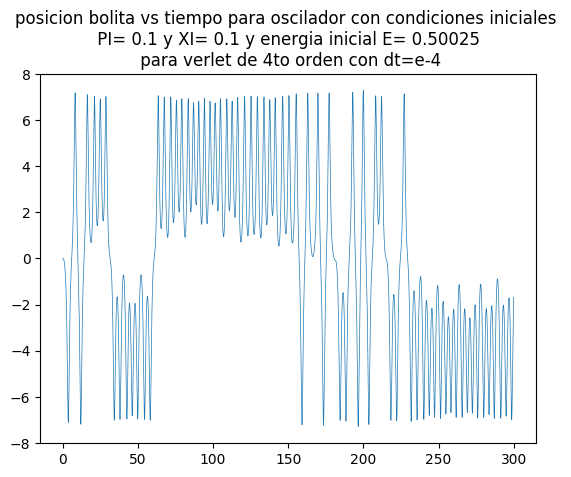 posicion bolita vs tiempo para oscilador con condiciones iniciales
PI= 0.1 y XI= 0.1 y energia inicial E= 0.50025
para verlet de 4to orden con dt=e-4
8
6
4
2
0
−2
−4
−6
−8
0 50 100 150 200 250 300